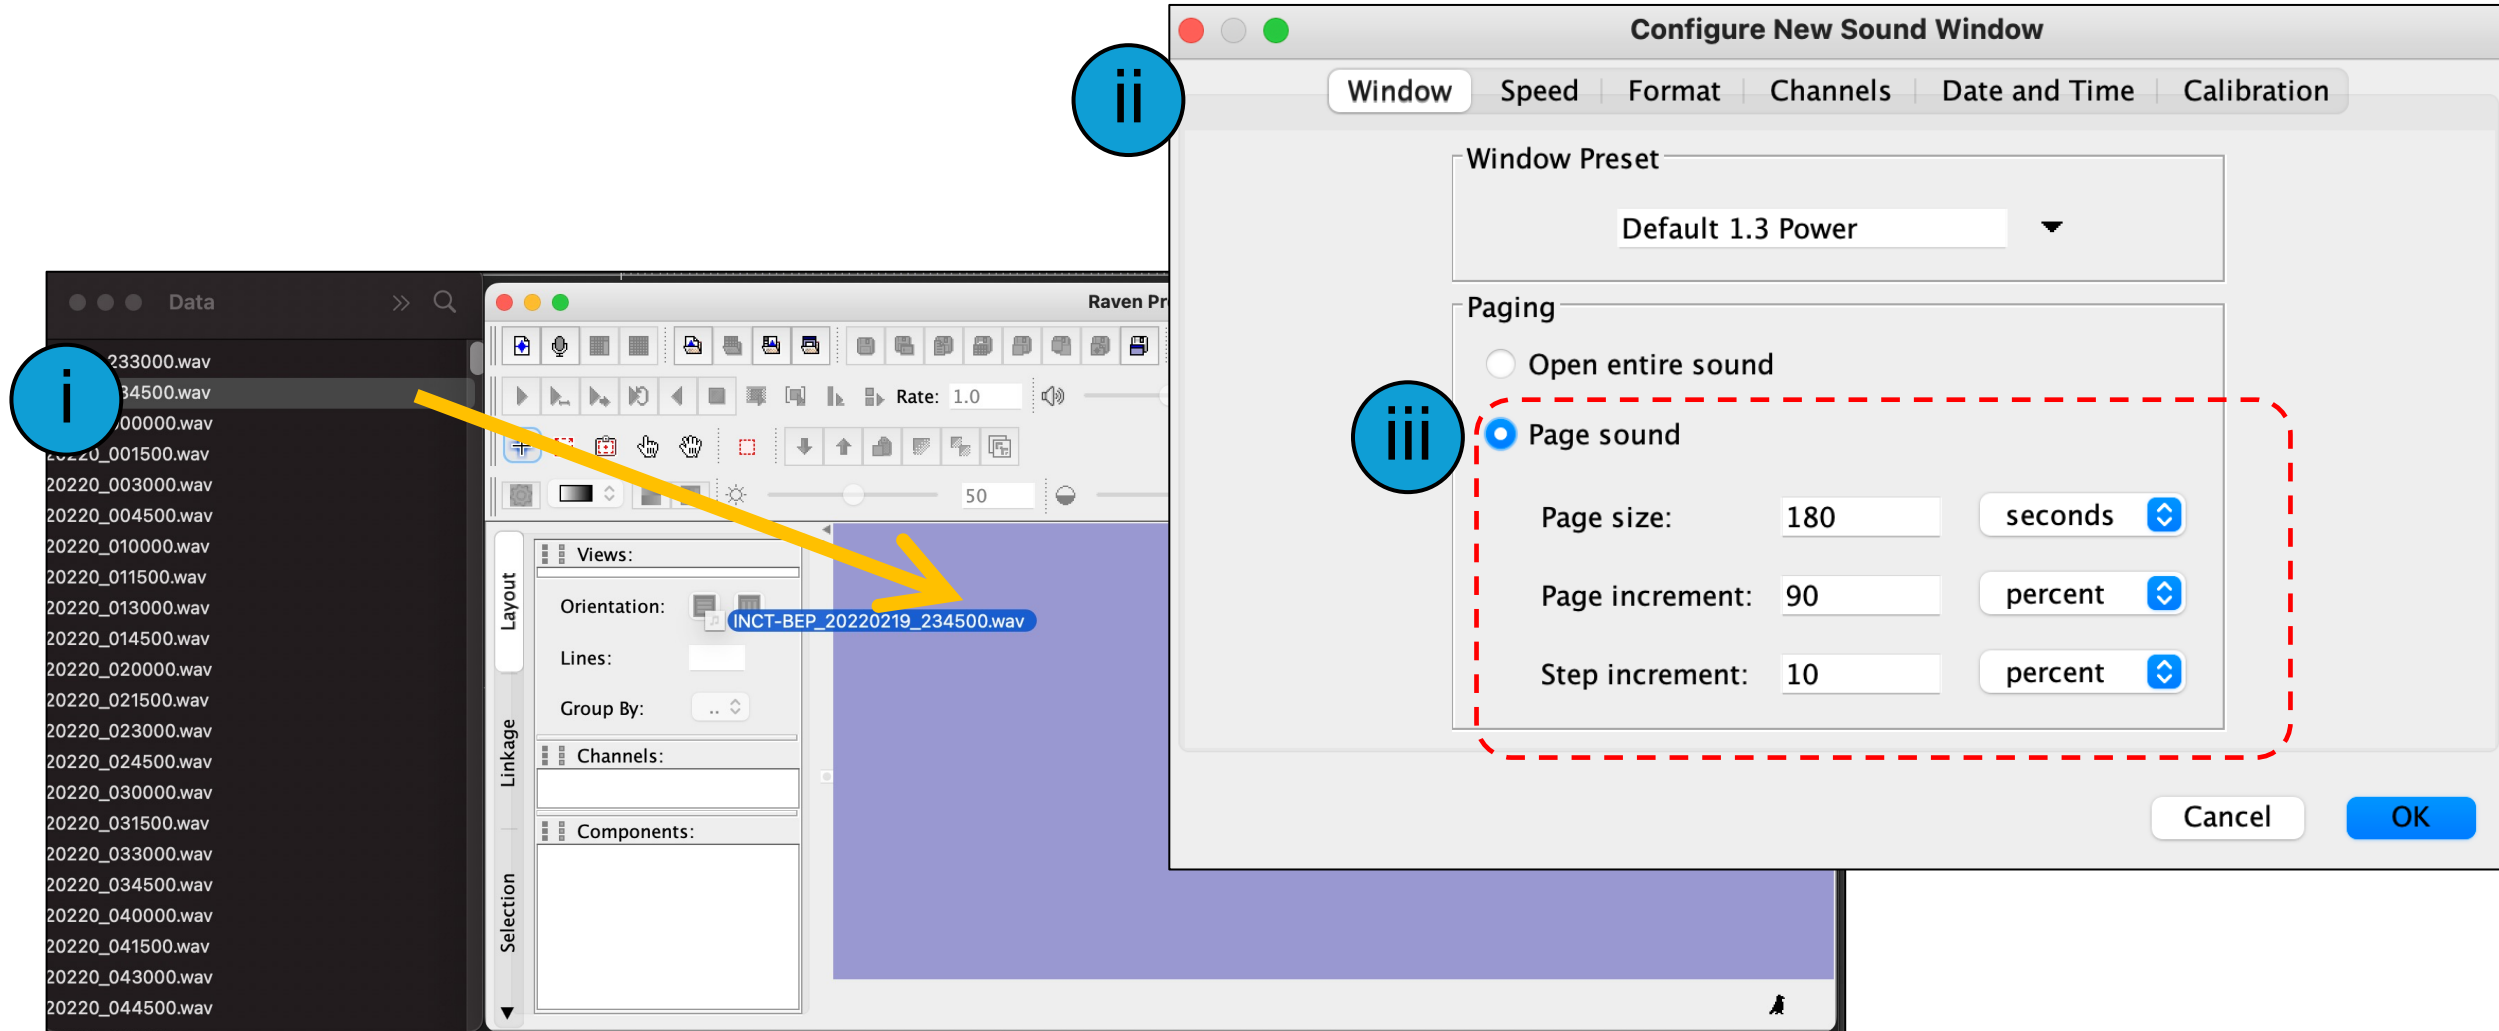 i
ii
iii
Data
233000.wav
34500.wav
00000.wav
20220_001500.wav
20220_003000.wav
20220_004500.wav
20220_010000.wav
20220_011500.wav
20220_013000.wav
20220_014500.wav
20220_020000.wav
20220_021500.wav
20220_023000.wav
20220_024500.wav
20220_030000.wav
20220_031500.wav
20220_033000.wav
20220_034500.wav
20220_040000.wav
20220_041500.wav
20220_043000.wav
20220_044500.wav
Raven Pr
Rate: 1.0
50
Layout
Linkage
Selection
Views:
Orientation:
INCT-BEP_20220219_234500.wav
Lines:
Group By: ..
Channels:
Components:
Configure New Sound Window
Window Speed Format Channels Date and Time Calibration
Window Preset
Default 1.3 Power
Paging
Open entire sound
Page sound
Page size: 180 seconds
Page increment: 90 percent
Step increment: 10 percent
Cancel OK